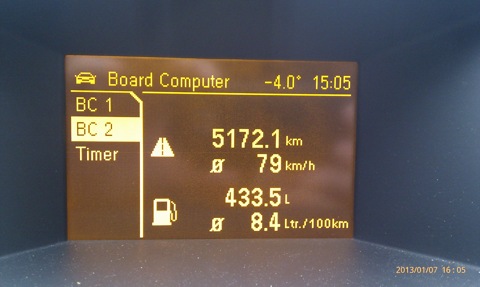 Board Computer -4.0° 15:05
BC 1
BC 2
Timer
5172.1 km
Ø 79 km/h
433.5 L
Ø 8.4 Ltr./100km
2013/01/07 16:05